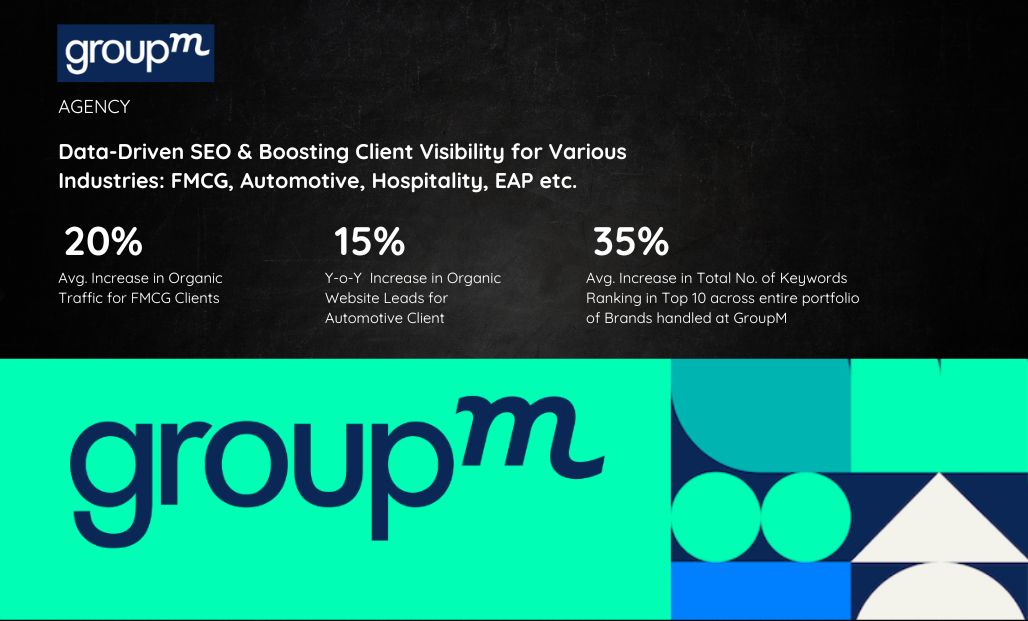 groupm
AGENCY
Data-Driven SEO & Boosting Client Visibility for Various
Industries: FMCG, Automotive, Hospitality, EAP etc.
20%
Avg. Increase in Organic
Traffic for FMCG Clients
15%
Y-o-Y Increase in Organic
Website Leads for
Automotive Client
35%
Avg. Increase in Total No. of Keywords
Ranking in Top 10 across entire portfolio
of Brands handled at GroupM
groupm